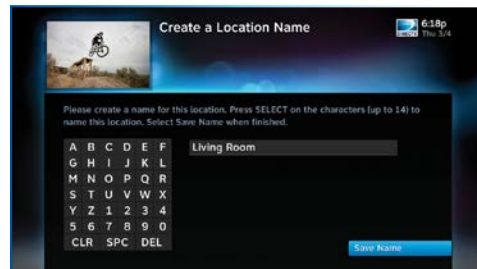 Create a Location Name
6:18p
DIRECTV Thu 3/4
Please create a name for this location. Press SELECT on the characters (up to 14) to
name this location. Select Save Name when finished.
A B C D E F
Living Room
G H I J K L
M N O P Q R
S T U V W X
Y Z 1 2 3 4
5 6 7 8 9 0
CLR SPC DEL
Save Name